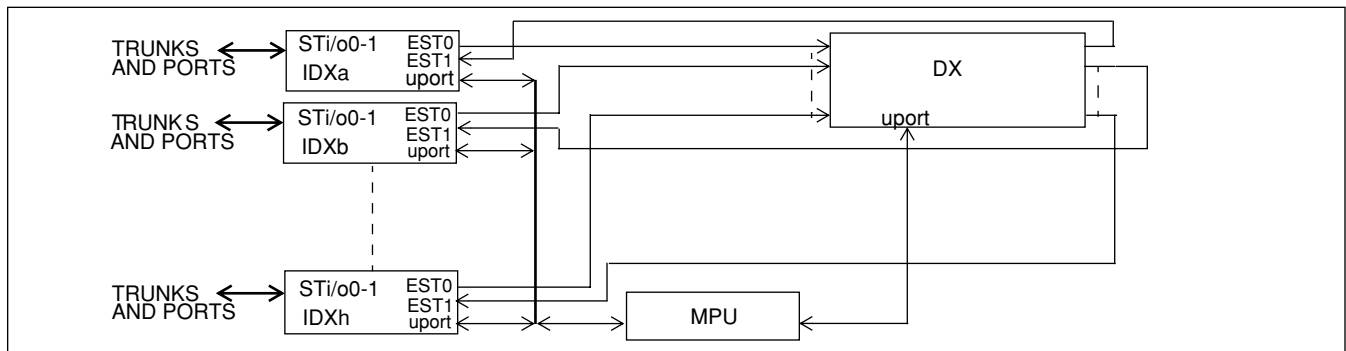 TRUNKS
AND PORTS
STi/o0-1
IDXa
EST0
EST1
uport
DX
uport
TRUNKS
AND PORTS
STi/o0-1
IDXb
EST0
EST1
uport
TRUNKS
AND PORTS
STi/o0-1
IDXh
EST0
EST1
uport
MPU